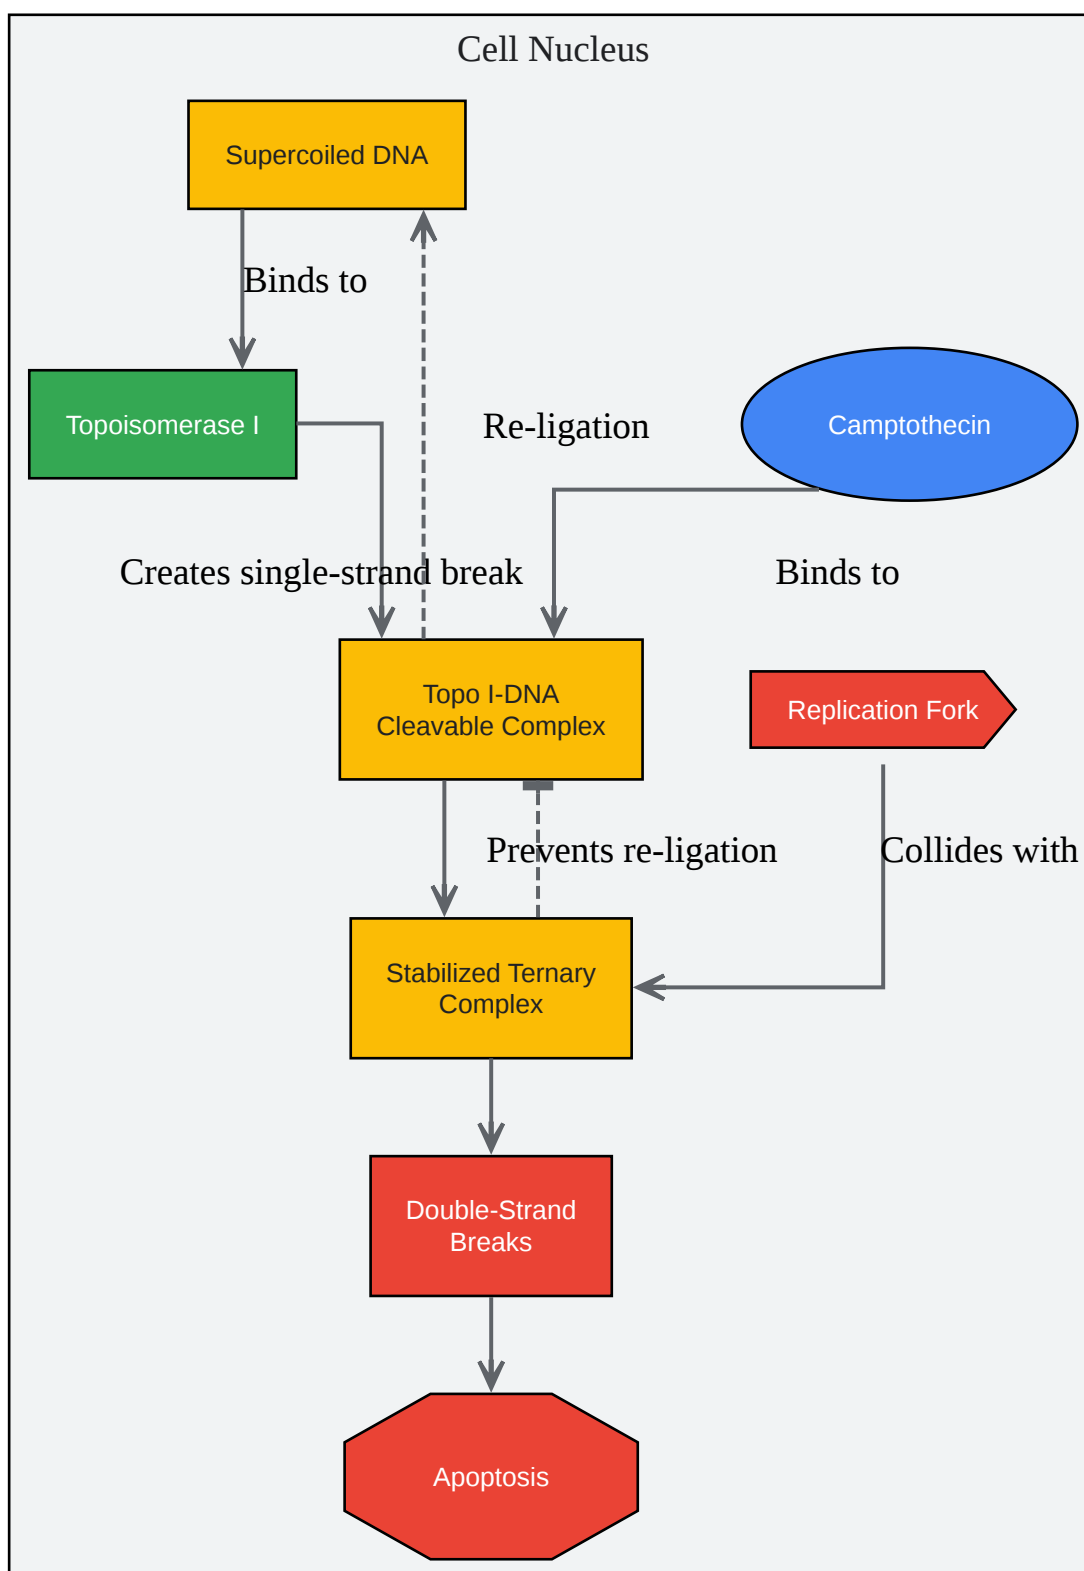 Cell Nucleus
Supercoiled DNA
Binds to
Topoisomerase I
Re-ligation
Camptothecin
Creates single-strand break
Binds to
Topo I-DNA
Cleavable Complex
Replication Fork
Prevents re-ligation
Collides with
Stabilized Ternary
Complex
Double-Strand
Breaks
Apoptosis